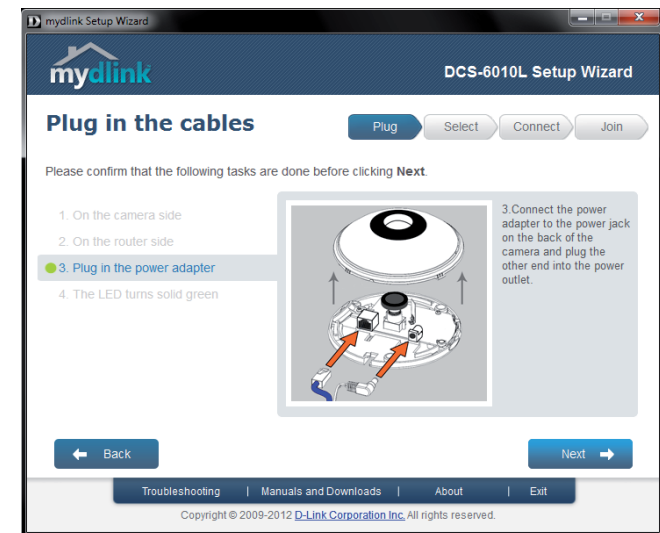 mydlink Setup Wizard
mydlink
DCS-6010L Setup Wizard
Plug in the cables
Plug
Select
Connect
Join
Please confirm that the following tasks are done before clicking Next.
1. On the camera side
2. On the router side
3. Plug in the power adapter
4. The LED turns solid green
3.Connect the power
adapter to the power jack
on the back of the
camera and plug the
other end into the power
outlet.
Back
Next
Troubleshooting | Manuals and Downloads | About | Exit
Copyright © 2009-2012 D-Link Corporation Inc. All rights reserved.